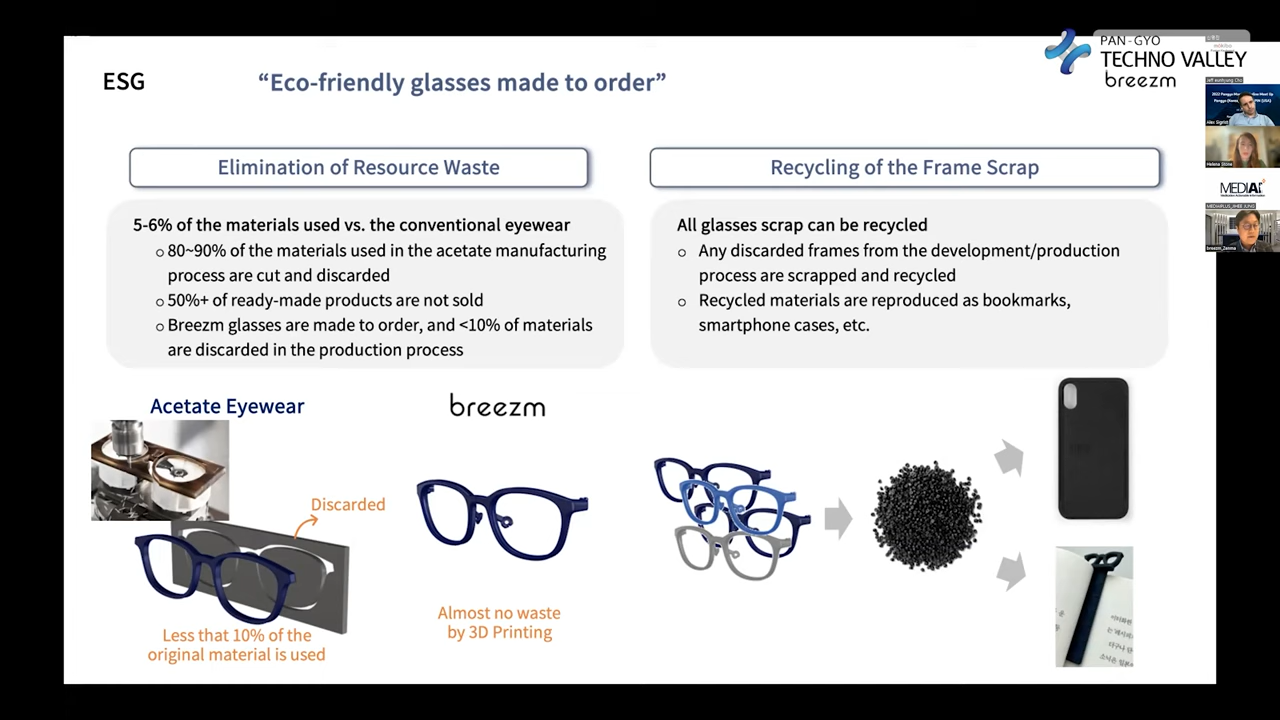 ESG
“Eco-friendly glasses made to order”
PAN-GYO
TECHNO VALLEY
breezm
Elimination of Resource Waste
5-6% of the materials used vs. the conventional eyewear
80~90% of the materials used in the acetate manufacturing
process are cut and discarded
50%+ of ready-made products are not sold
Breezm glasses are made to order, and <10% of materials
are discarded in the production process
Recycling of the Frame Scrap
All glasses scrap can be recycled
Any discarded frames from the development/production
process are scrapped and recycled
Recycled materials are reproduced as bookmarks,
smartphone cases, etc.
Acetate Eyewear
Discarded
Less that 10% of the
original material is used
breezm
Almost no waste
by 3D Printing
Alex Sigrist
Helena Stone
MEDIAI
breezm_Zenma